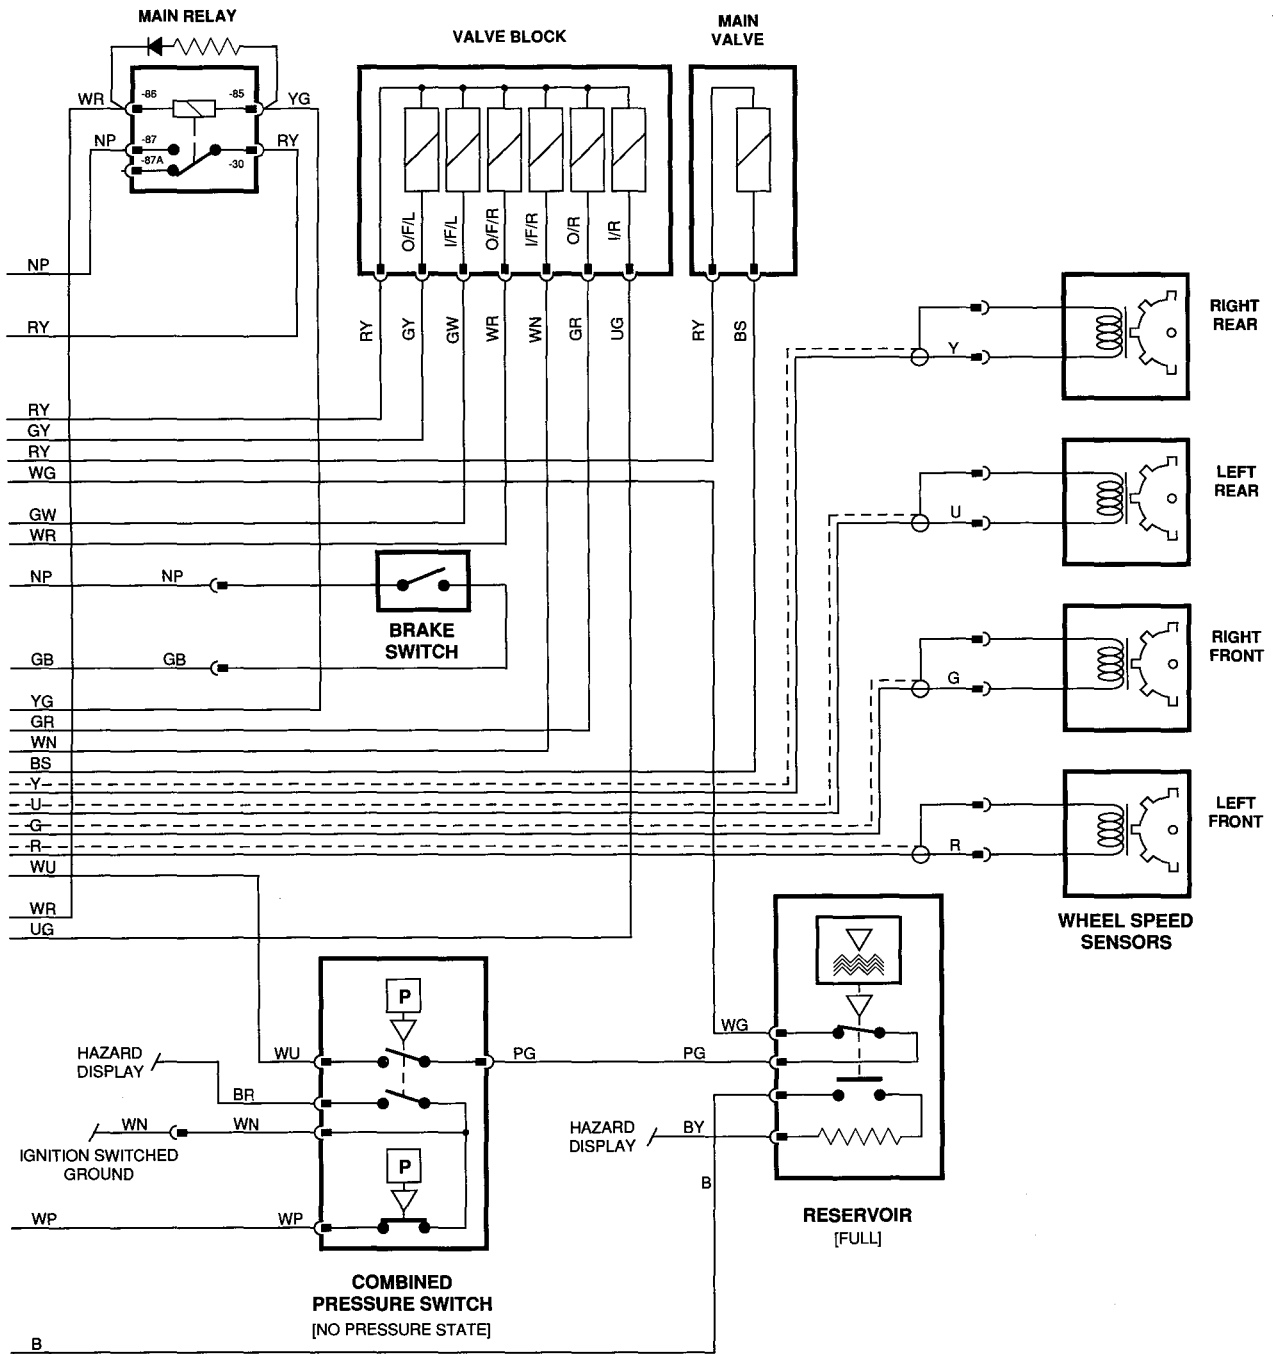 MAIN RELAY
VALVE BLOCK
MAIN
VALVE
WR
-86
-85
YG
NP
-87
RY
-87A
-30
O/F/L
I/F/L
O/F/R
I/F/R
O/R
I/R
NP
RY
RY
GY
GW
WR
WN
GR
UG
RY
BS
RIGHT
REAR
Y
RY
GY
RY
WG
GW
WR
LEFT
REAR
U
NP
NP
BRAKE
SWITCH
GB
GB
RIGHT
FRONT
G
YG
GR
WN
BS
Y
U
G
R
WU
WR
UG
LEFT
FRONT
R
WHEEL SPEED
SENSORS
P
WG
HAZARD
DISPLAY
WU
PG
PG
BR
WN
WN
IGNITION SWITCHED
GROUND
HAZARD
DISPLAY
BY
P
B
WP
WP
RESERVOIR
[FULL]
COMBINED
PRESSURE SWITCH
[NO PRESSURE STATE]
B